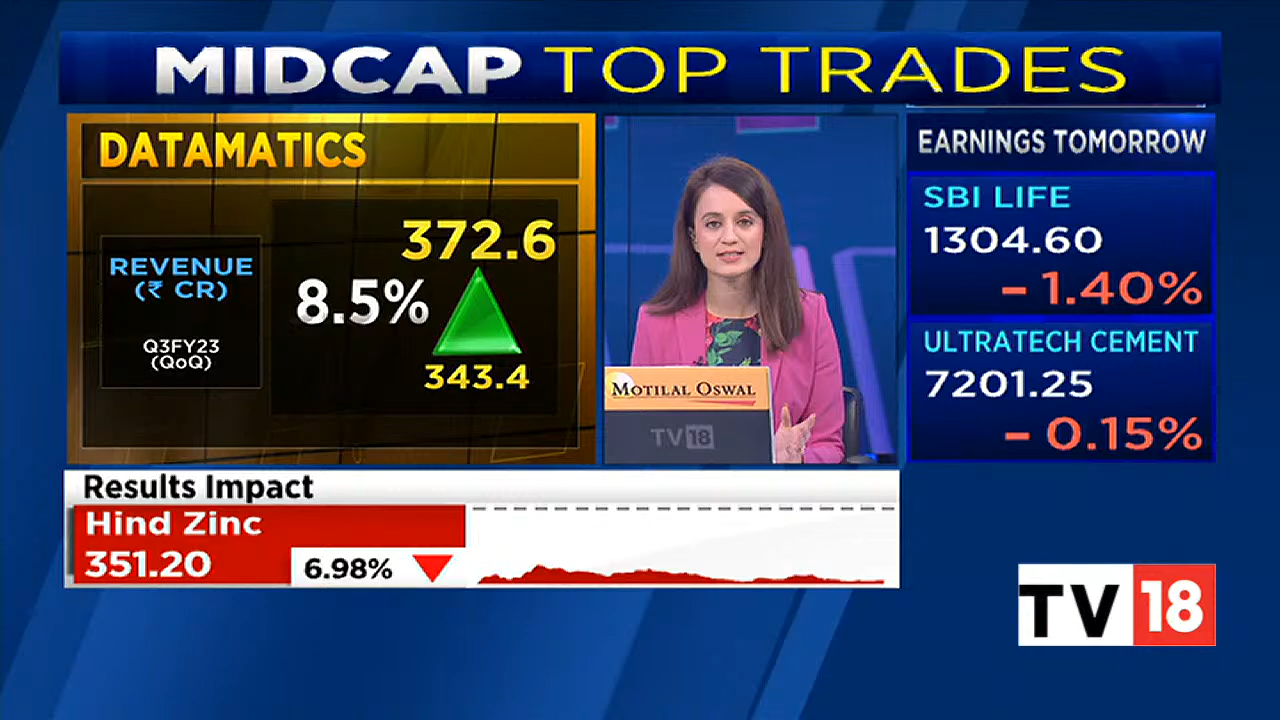 MIDCAP TOP TRADES
DATAMATICS
REVENUE
(₹ CR)
Q3FY23
(QoQ)
372.6
8.5%
343.4
MOTILAL OSWAL
TV18
EARNINGS TOMORROW
SBI LIFE
1304.60
– 1.40%
ULTRATECH CEMENT
7201.25
– 0.15%
Results Impact
Hind Zinc
351.20
6.98%
TV18